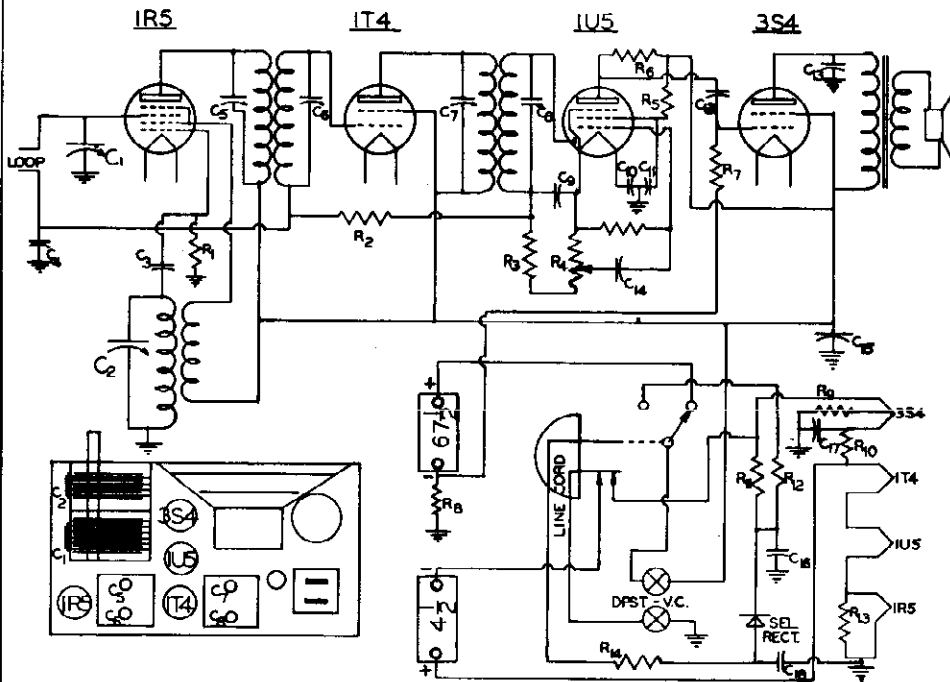 1R5 1T4 1U5 3S4
LOOP
C1
C4
C3
R1
C2
C5
C6
R2
C7
C8
C9
R3
R4
C14
C10 C11
R6
R5
R7
C13
C15
+
67½
-
R8
LINE CORD
-
4½
+
DPST-V.C.
R14
R11
R12
C16
SEL
RECT.
C18
R9
3S4
C17
R10
1T4
1U5
1R5
R13
C2
C1
3S4
1U5
1R5
1T4
C5
C6
C7
C8